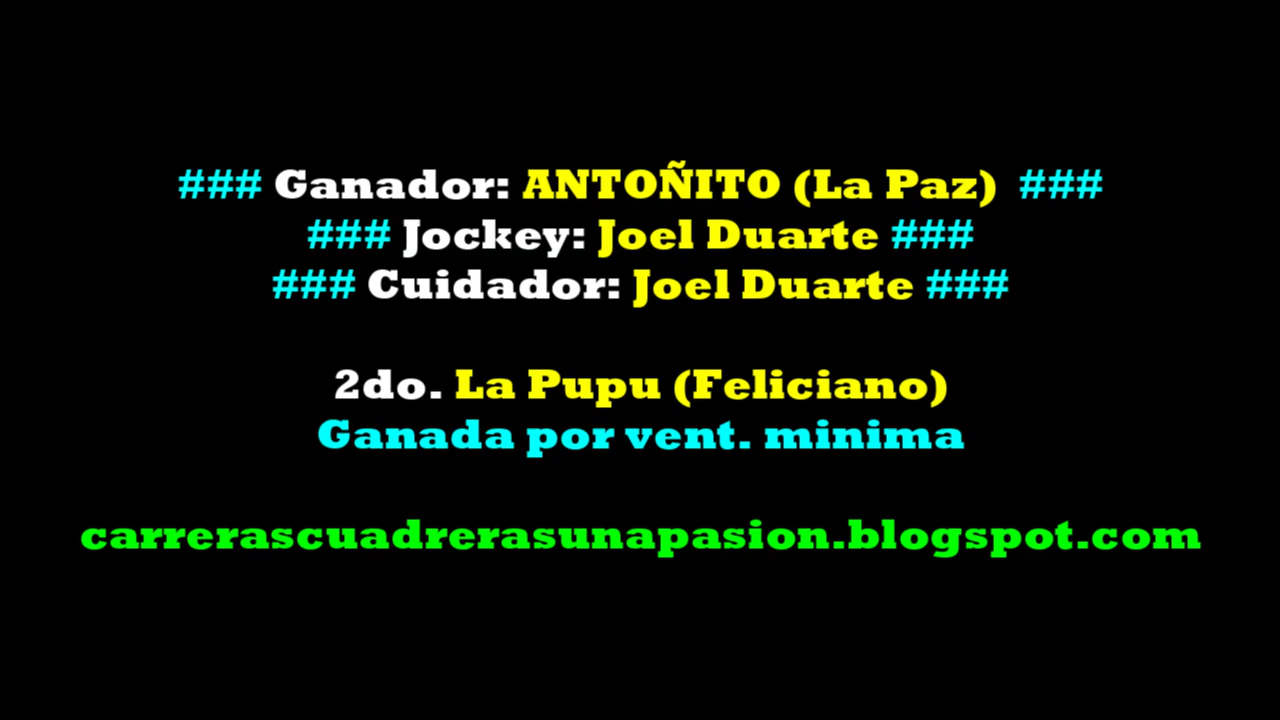 ### Ganador: ANTOÑITO (La Paz) ###
### Jockey: Joel Duarte ###
### Cuidador: Joel Duarte ###
2do. La Pupu (Feliciano)
Ganada por vent. minima
carrerascuadrerasunapasion.blogspot.com